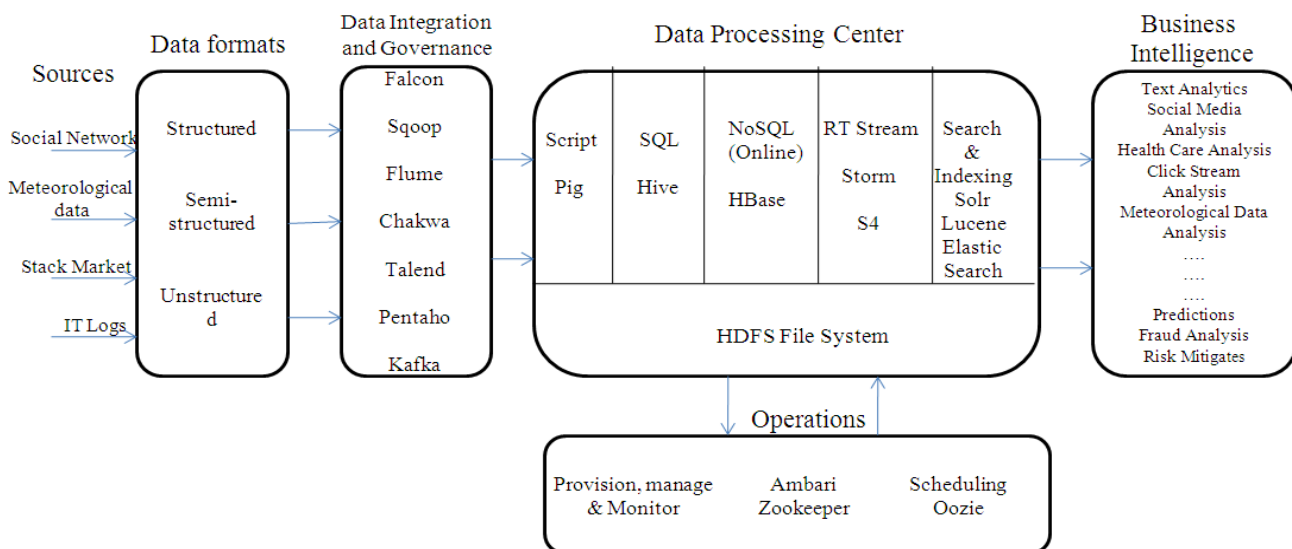 Sources
Social Network
Meteorological
data
Stack Market
IT Logs
Data formats
Structured
Semi-
structured
Unstructure
d
Data Integration
and Governance
Falcon
Sqoop
Flume
Chakwa
Talend
Pentaho
Kafka
Data Processing Center
Script
Pig
SQL
Hive
NoSQL
(Online)
HBase
RT Stream
Storm
S4
Search
&
Indexing
Solr
Lucene
Elastic
Search
HDFS File System
Operations
Provision, manage
& Monitor
Ambari
Zookeeper
Scheduling
Oozie
Business
Intelligence
Text Analytics
Social Media
Analysis
Health Care Analysis
Click Stream
Analysis
Meteorological Data
Analysis
....
....
....
Predictions
Fraud Analysis
Risk Mitigates